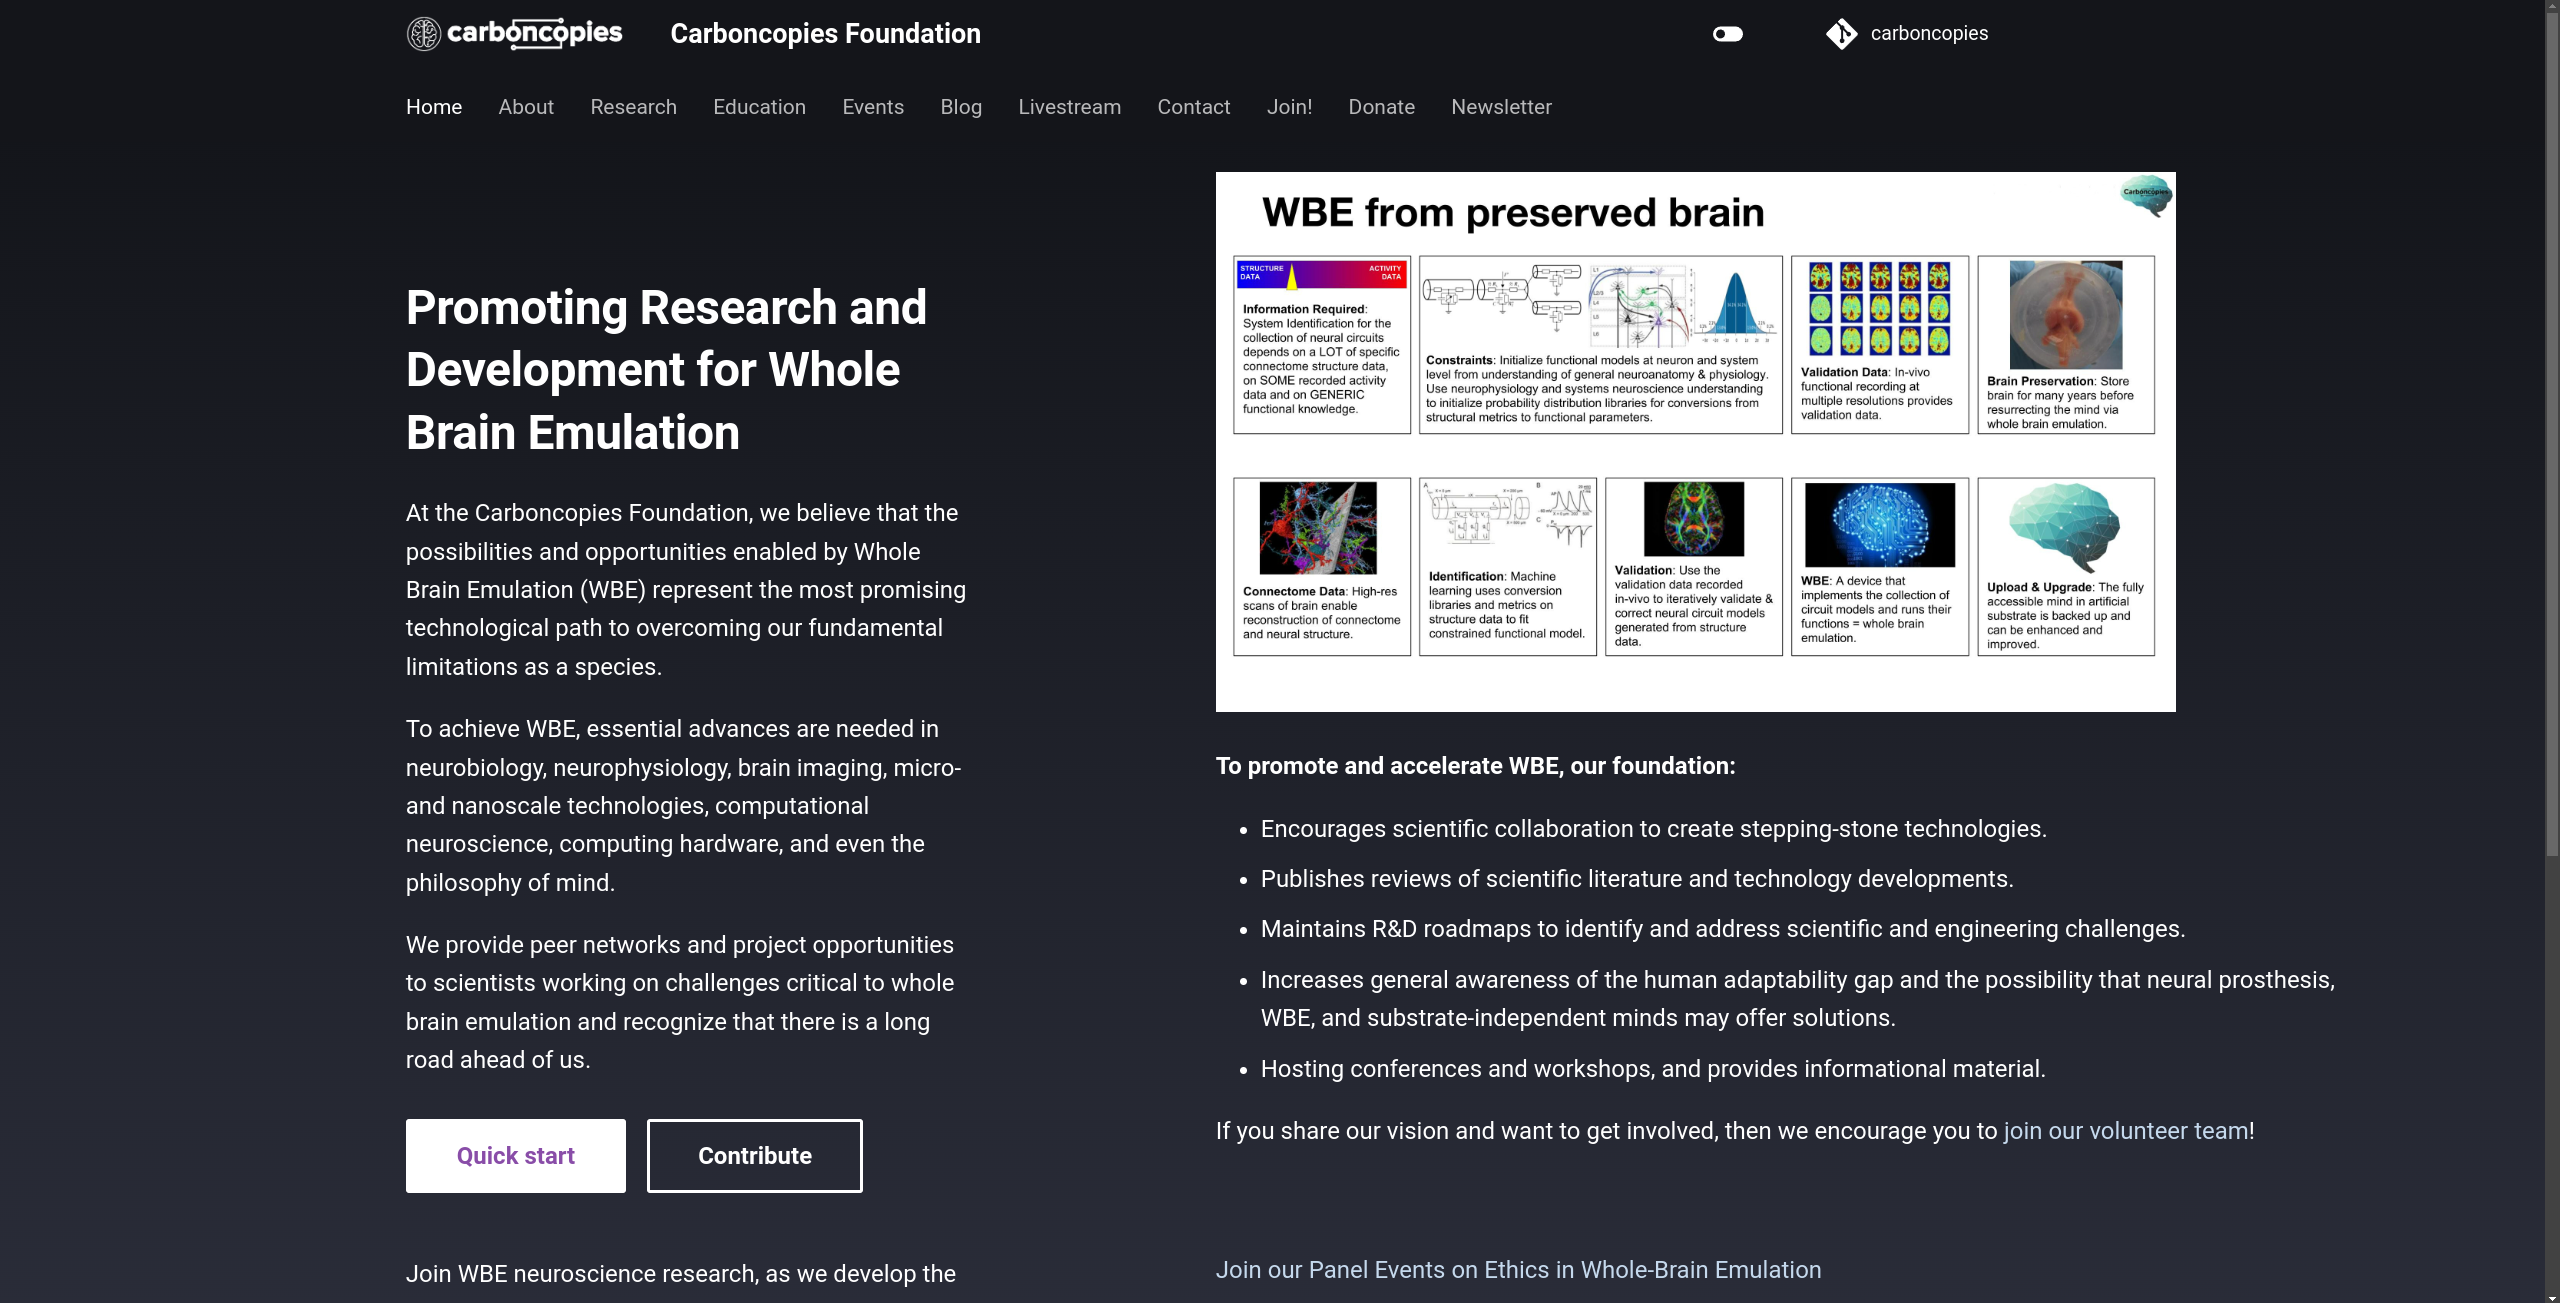 carboncopies
Carboncopies Foundation
carboncopies
Home About Research Education Events Blog Livestream Contact Join! Donate Newsletter
Promoting Research and
Development for Whole
Brain Emulation
At the Carboncopies Foundation, we believe that the
possibilities and opportunities enabled by Whole
Brain Emulation (WBE) represent the most promising
technological path to overcoming our fundamental
limitations as a species.
To achieve WBE, essential advances are needed in
neurobiology, neurophysiology, brain imaging, micro-
and nanoscale technologies, computational
neuroscience, computing hardware, and even the
philosophy of mind.
We provide peer networks and project opportunities
to scientists working on challenges critical to whole
brain emulation and recognize that there is a long
road ahead of us.
Quick start
Contribute
Join WBE neuroscience research, as we develop the
WBE from preserved brain
Carboncopies
STRUCTURE
DATA
ACTIVITY
DATA
Information Required:
System Identification for the
collection of neural circuits
depends on a LOT of specific
connectome structure data,
on SOME recorded activity
data and on GENERIC
functional knowledge.
Constraints: Initialize functional models at neuron and system
level from understanding of general neuroanatomy & physiology.
Use neurophysiology and systems neuroscience understanding
to initialize probability distribution libraries for conversions from
structural metrics to functional parameters.
Validation Data: In-vivo
functional recording at
multiple resolutions provides
validation data.
Brain Preservation: Store
brain for many years before
resurrecting the mind via
whole brain emulation.
Connectome Data: High-res
scans of brain enable
reconstruction of connectome
and neural structure.
Identification: Machine
learning uses conversion
libraries and metrics on
structure data to fit
constrained functional model.
Validation: Use the
validation data recorded
in-vivo to iteratively validate &
correct neural circuit models
generated from structure
data.
WBE: A device that
implements the collection of
circuit models and runs their
functions = whole brain
emulation.
Upload & Upgrade: The fully
accessible mind in artificial
substrate is backed up and
can be enhanced and
improved.
To promote and accelerate WBE, our foundation:
• Encourages scientific collaboration to create stepping-stone technologies.
• Publishes reviews of scientific literature and technology developments.
• Maintains R&D roadmaps to identify and address scientific and engineering challenges.
• Increases general awareness of the human adaptability gap and the possibility that neural prosthesis,
WBE, and substrate-independent minds may offer solutions.
• Hosting conferences and workshops, and provides informational material.
If you share our vision and want to get involved, then we encourage you to join our volunteer team!
Join our Panel Events on Ethics in Whole-Brain Emulation